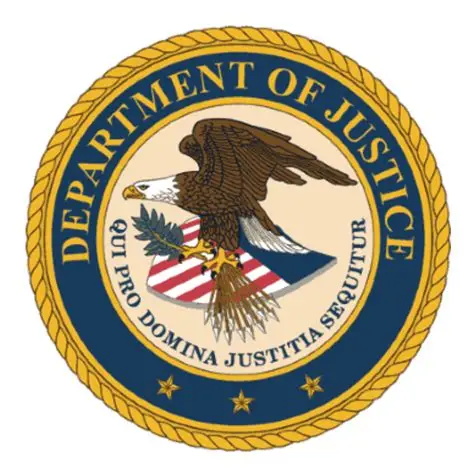 DEPARTMENT OF JUSTICE
QUI PRO DOMINA JUSTITIA SEQUITUR